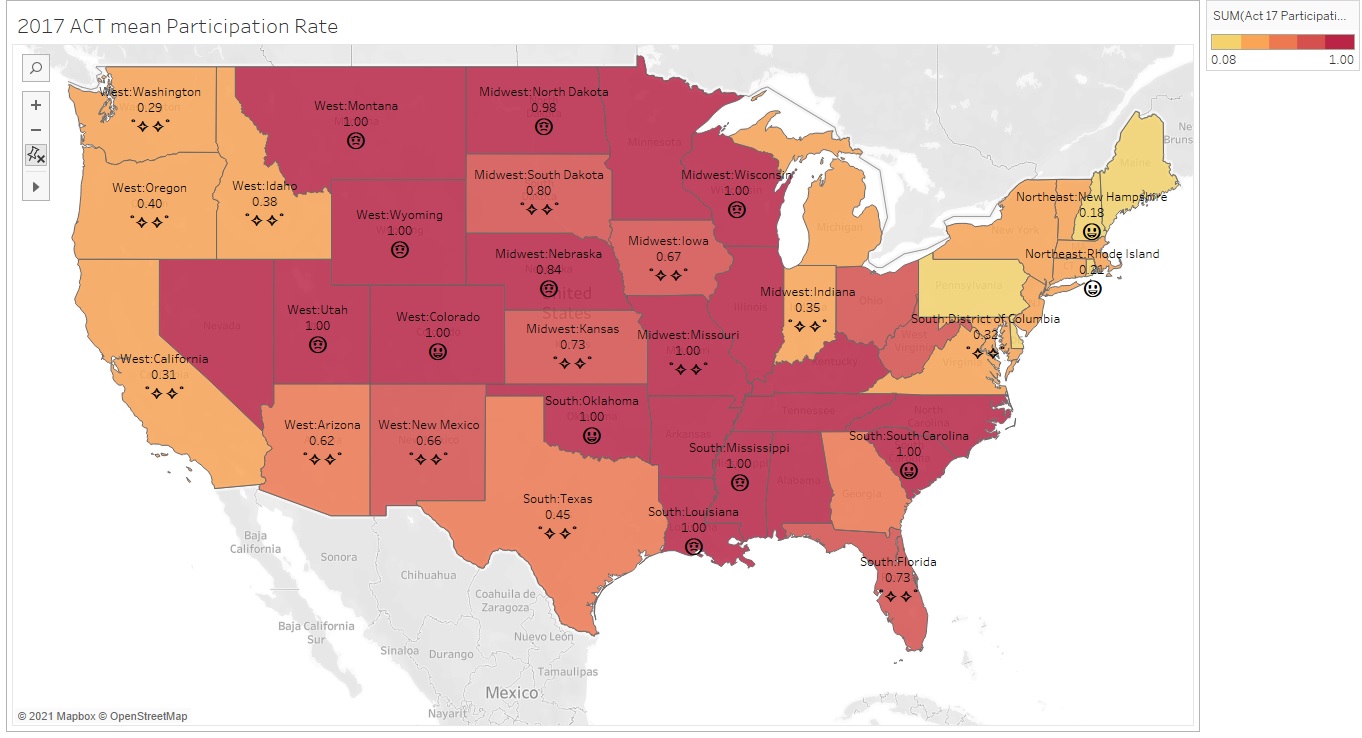 2017 ACT mean Participation Rate
SUM(Act 17 Participati...
0.08
1.00
West:Washington
0.29
West:Montana
1.00
Midwest:North Dakota
0.98
Minnesota
Midwest:Wisconsin
1.00
Maine
Ne
Bruns
West:Oregon
0.40
West:Idaho
0.38
Midwest:South Dakota
0.80
West:Wyoming
1.00
Northeast:New Hampshire
0.18
Michigan
New York
Midwest:Iowa
0.67
Midwest:Nebraska
0.84
Northeast:Rhode Island
0.21
United
States
Pennsylvania
Nevada
West:Utah
1.00
West:Colorado
1.00
Midwest:Kansas
0.73
Midwest:Missouri
1.00
Illinois
Midwest:Indiana
0.35
Ohio
South:District of Columbia
0.32
West
Virginia
Virginia
West:California
0.31
Kentucky
West:Arizona
0.62
West:New Mexico
0.66
South:Oklahoma
1.00
Arkansas
Tennessee
North
Carolina
South:South Carolina
1.00
South:Mississippi
1.00
Alabama
Georgia
South:Texas
0.45
South:Louisiana
1.00
South:Florida
0.73
Baja
California
Sonora
Chihuahua
Coahuila de
Zaragoza
Baja California
Sur
Nuevo León
Sinaloa
Durango
Tamaulipas
Mexico
Nayarit
© 2021 Mapbox © OpenStreetMap